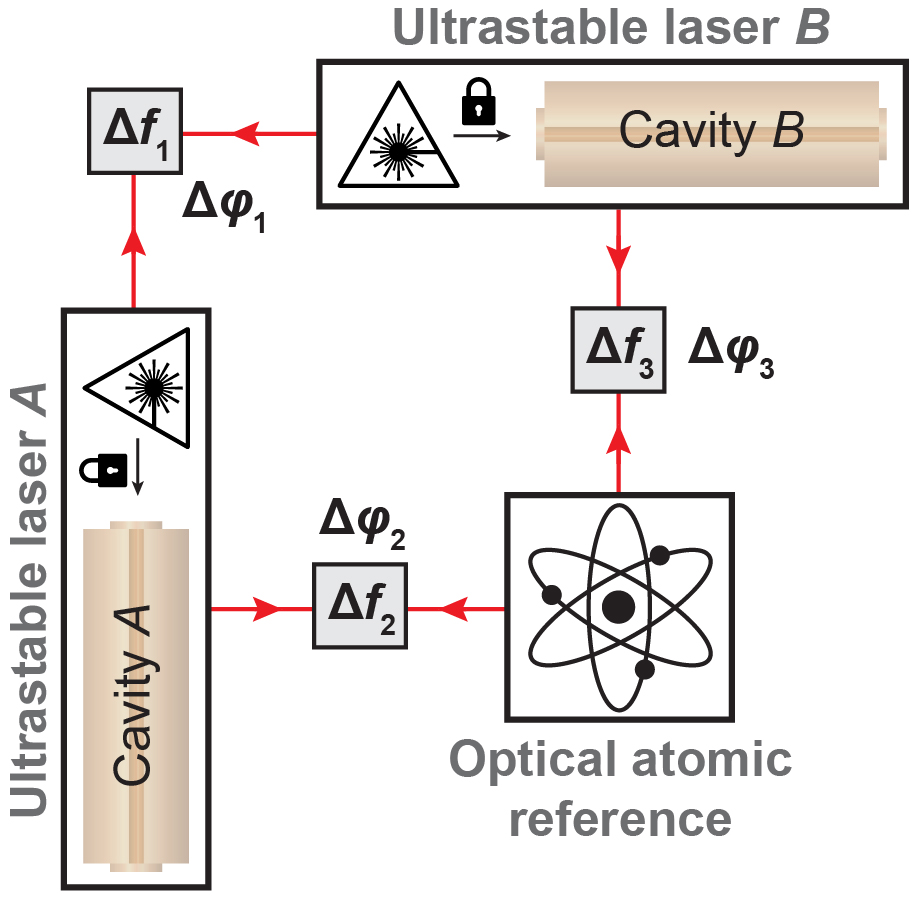 Ultrastable laser B
Δf₁
Cavity B
Δφ₁
Δf₃
Δφ₃
Ultrastable laser A
Cavity A
Δφ₂
Δf₂
Optical atomic
reference